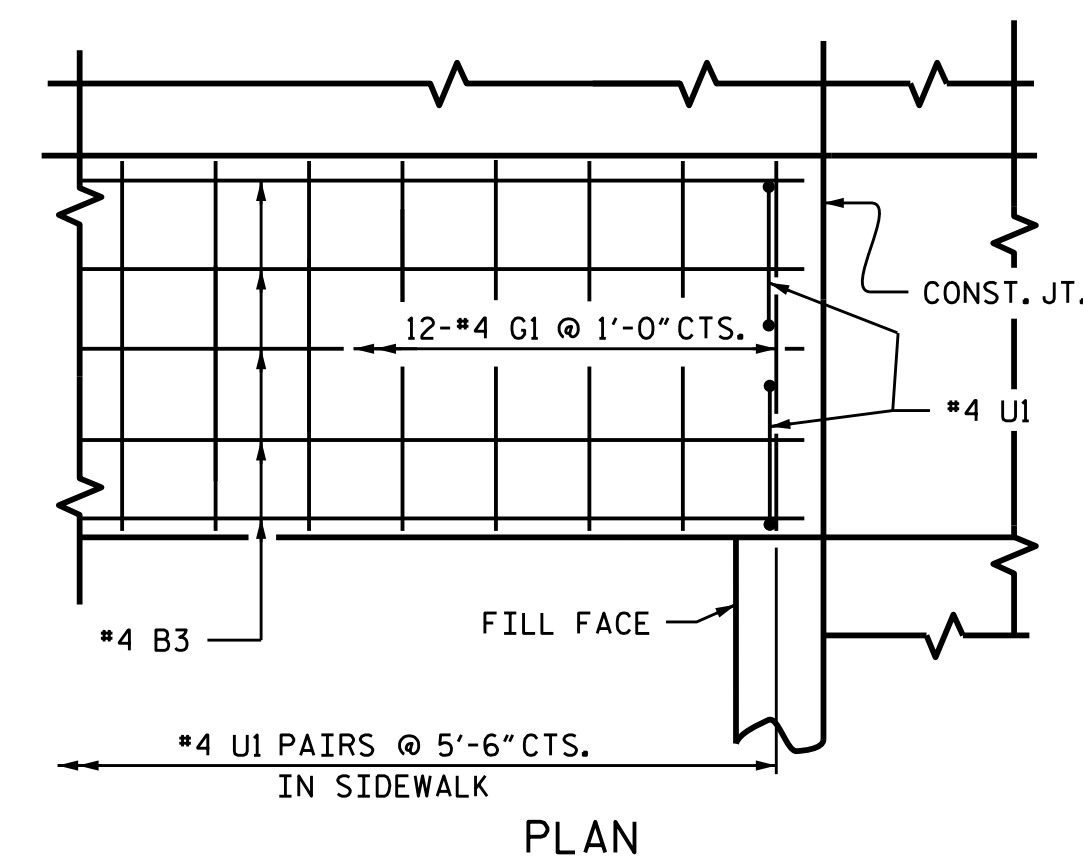 CONST. JT.
12-#4 G1 @ 1'-0" CTS.
#4 U1
FILL FACE
#4 B3
#4 U1 PAIRS @ 5'-6" CTS.
IN SIDEWALK
PLAN